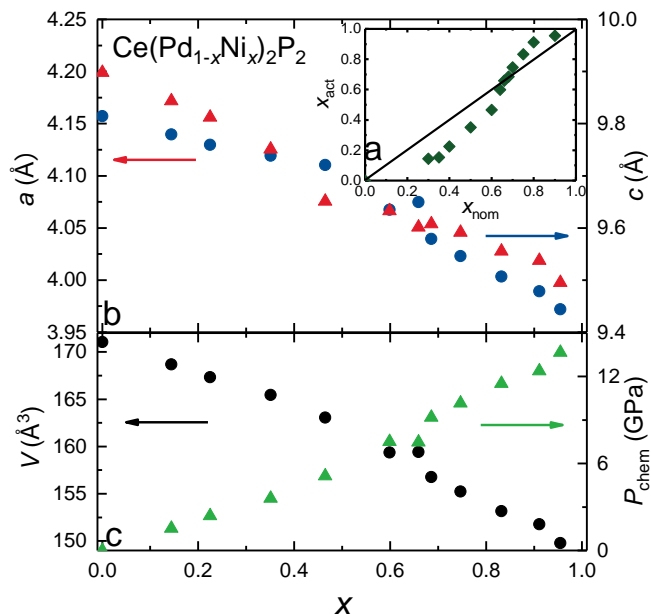 Ce(Pd1-xNix)2P2
4.25
4.20
4.15
4.10
4.05
4.00
3.95
a (Å)
10.0
9.8
9.6
9.4
c (Å)
b
1.0
0.8
0.6
0.4
0.2
0.0
xact
a
0.0 0.2 0.4 0.6 0.8 1.0
xnom
170
165
160
155
150
V (Å3)
12
6
0
Pchem (GPa)
c
0.0 0.2 0.4 0.6 0.8 1.0
x